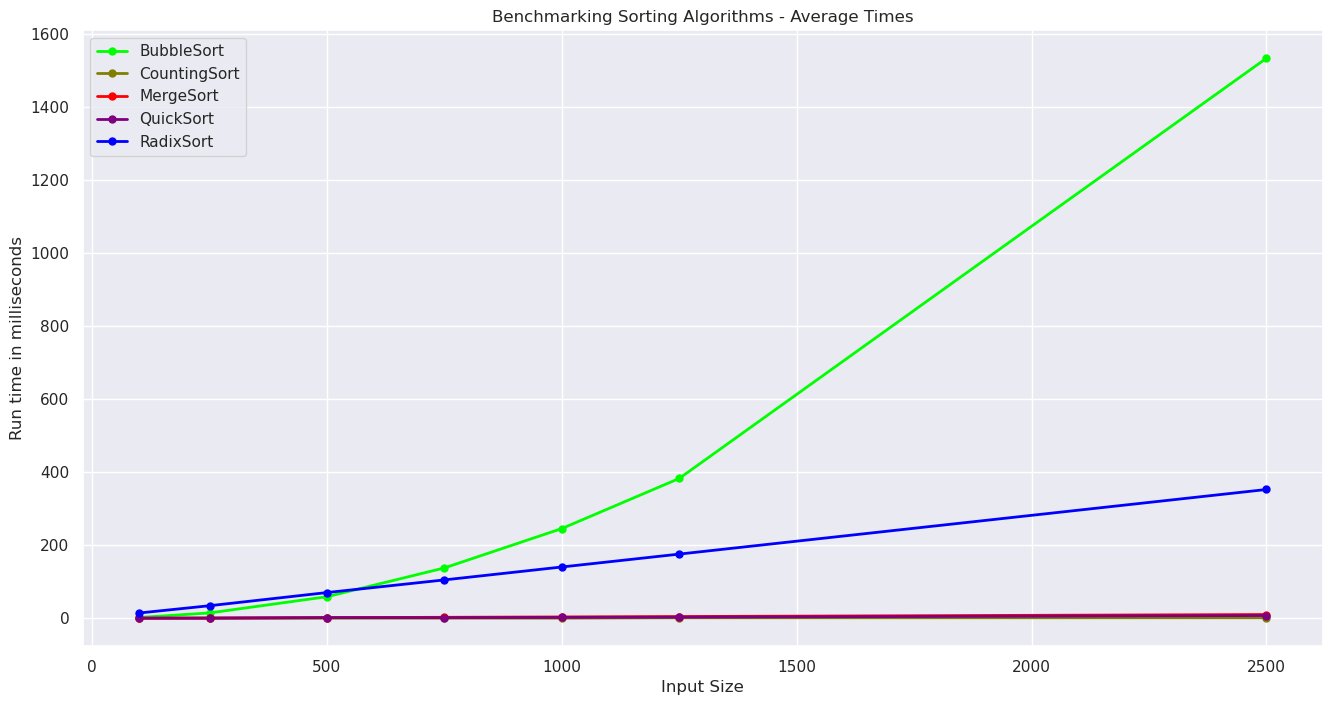 Benchmarking Sorting Algorithms - Average Times
BubbleSort
CountingSort
MergeSort
QuickSort
RadixSort
Run time in milliseconds
1600
1400
1200
1000
800
600
400
200
0
0 500 1000 1500 2000 2500
Input Size